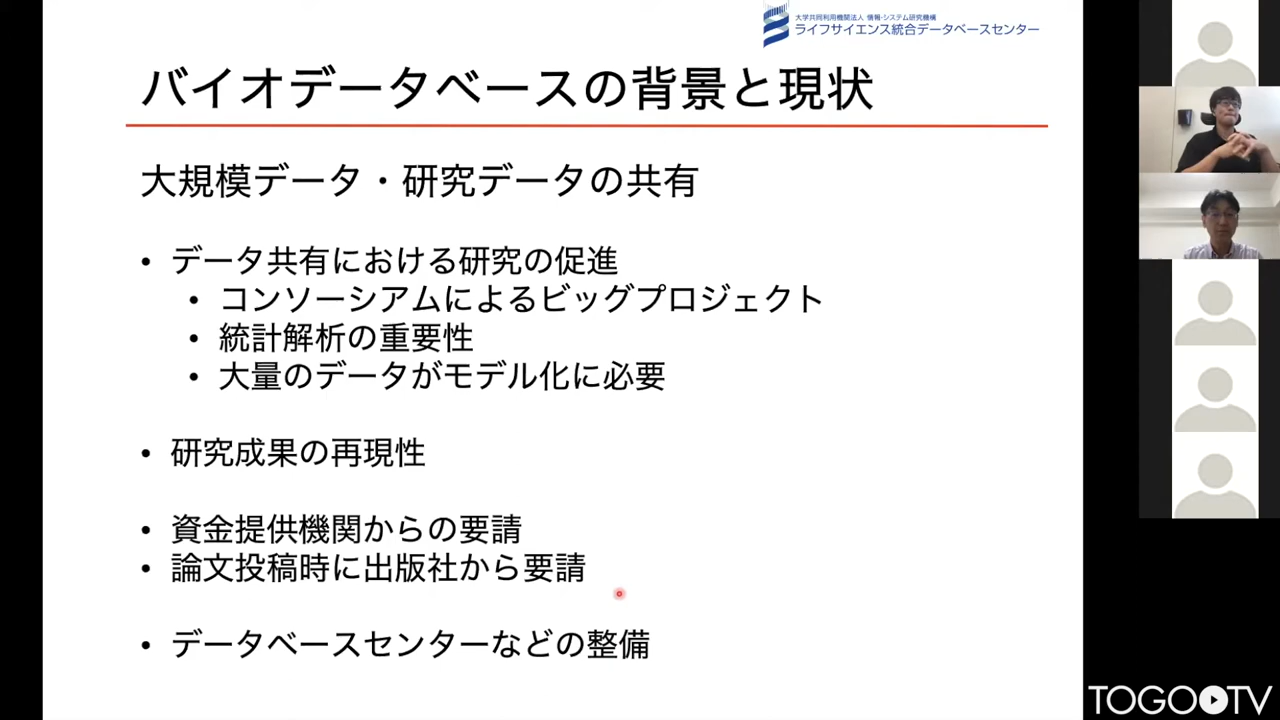 大学共同利用機関法人 情報・システム研究機構
ライフサイエンス統合データベースセンター
バイオデータベースの背景と現状
大規模データ・研究データの共有
• データ共有における研究の促進
• コンソーシアムによるビッグプロジェクト
• 統計解析の重要性
• 大量のデータがモデル化に必要
• 研究成果の再現性
• 資金提供機関からの要請
• 論文投稿時に出版社から要請
• データベースセンターなどの整備
TOGO TV